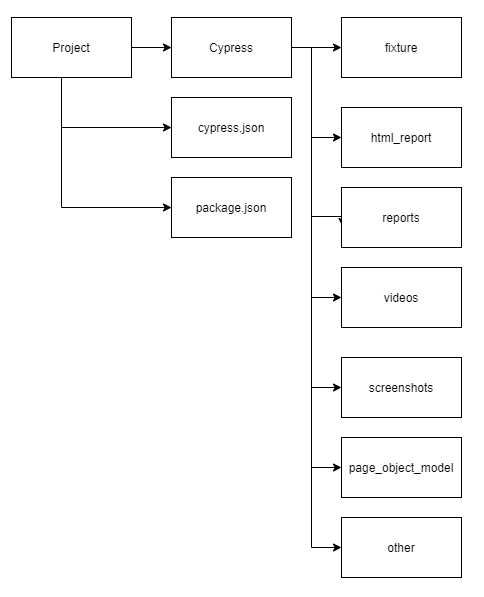 Project
Cypress
fixture
cypress.json
html_report
package.json
reports
videos
screenshots
page_object_model
other